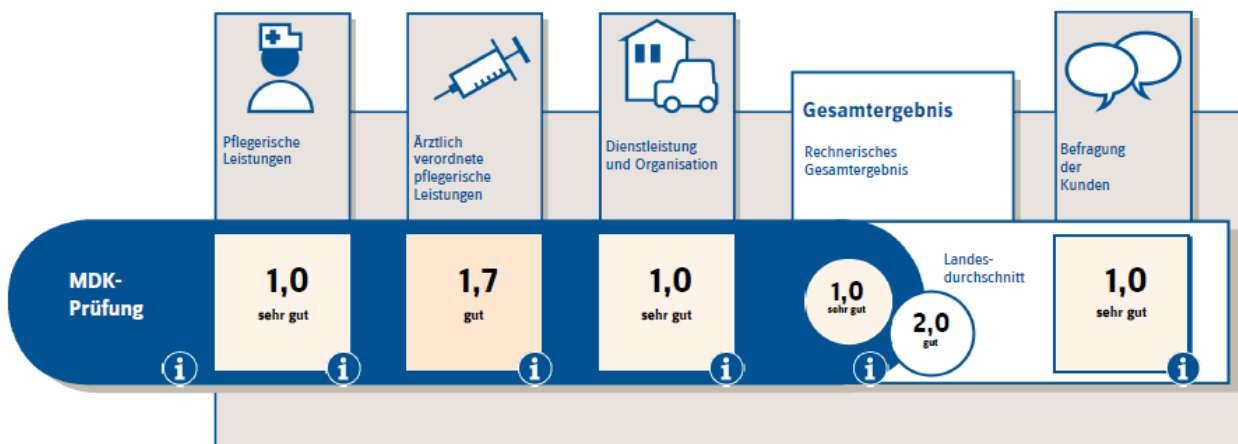 Pflegerische
Leistungen
Ärztlich
verordnete
pflegerische
Leistungen
Dienstleistung
und Organisation
Gesamtergebnis
Rechnerisches
Gesamtergebnis
Befragung
der
Kunden
MDK-
Prüfung
1,0
sehr gut
1,7
gut
1,0
sehr gut
1,0
sehr gut
Landes-
durchschnitt
2,0
gut
1,0
sehr gut
i
i
i
i
i
i